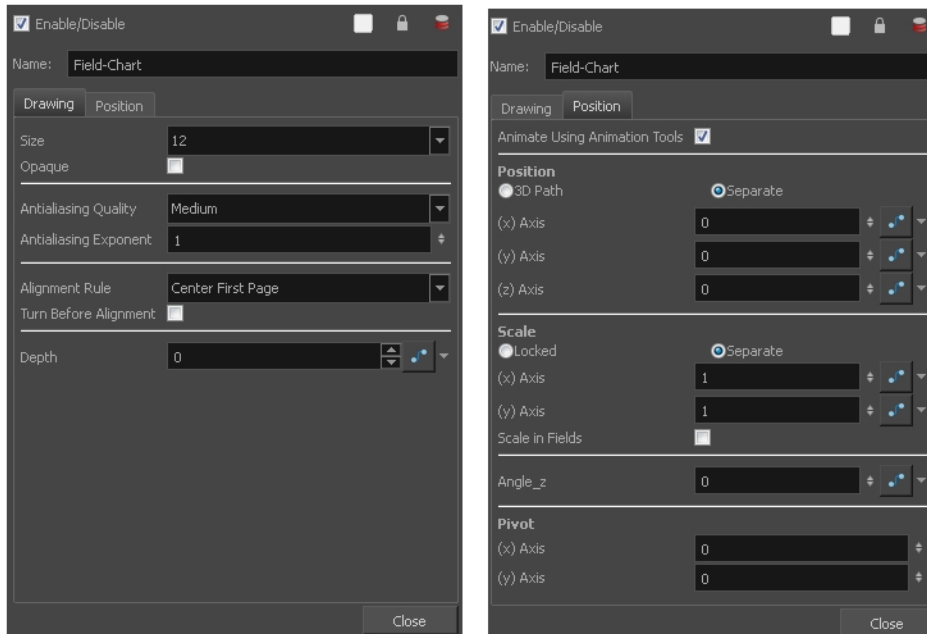 Enable/Disable
Name: Field-Chart
Drawing Position
Size 12
Opaque
Antialiasing Quality Medium
Antialiasing Exponent 1
Alignment Rule Center First Page
Turn Before Alignment
Depth 0
Close
Enable/Disable
Name: Field-Chart
Drawing Position
Animate Using Animation Tools
Position
3D Path Separate
(x) Axis 0
(y) Axis 0
(z) Axis 0
Scale
Locked Separate
(x) Axis 1
(y) Axis 1
Scale in Fields
Angle_z 0
Pivot
(x) Axis 0
(y) Axis 0
Close